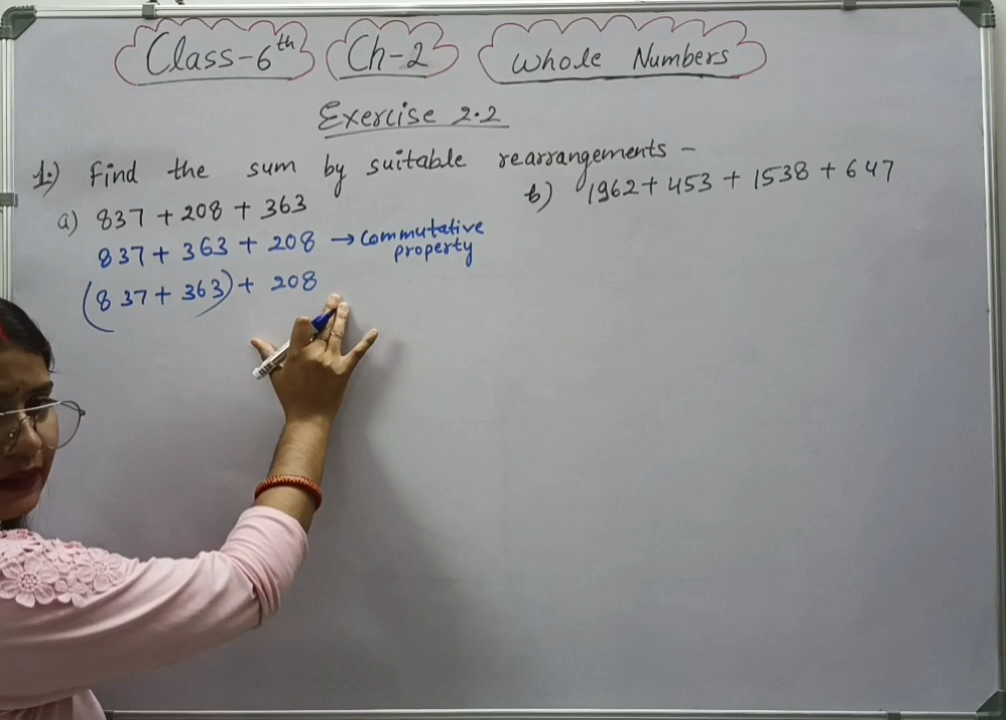 Class-6th Ch-2 Whole Numbers
Exercise 2.2
1.) Find the sum by suitable rearrangements -
a) 837 + 208 + 363
b) 1962 + 453 + 1538 + 647
837 + 363 + 208 → Commutative property
(837 + 363) + 208